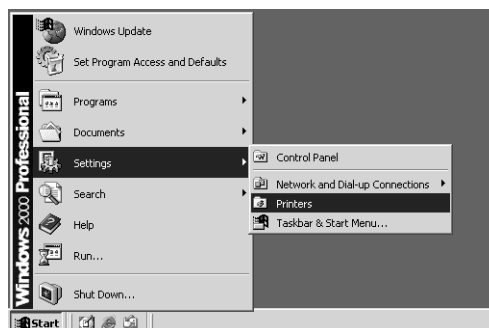 Windows 2000 Professional
Windows Update
Set Program Access and Defaults
Programs
Documents
Settings
Search
Help
Run...
Shut Down...
Control Panel
Network and Dial-up Connections
Printers
Taskbar & Start Menu...
Start